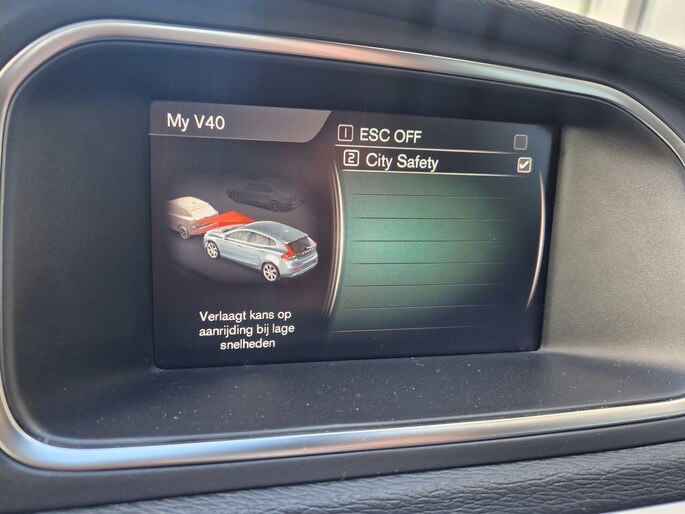 My V40
1 ESC OFF
2 City Safety
Verlaagt kans op
aanrijding bij lage
snelheden